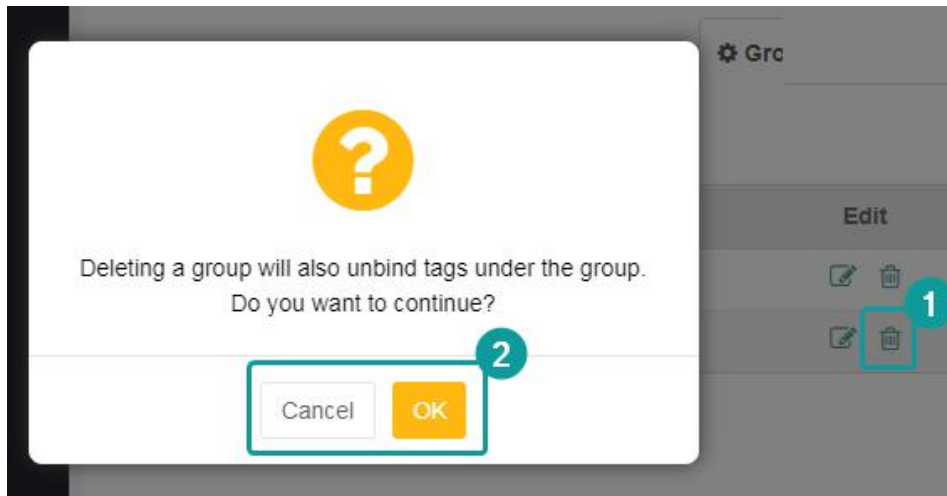 Gro
Edit
1
Deleting a group will also unbind tags under the group.
Do you want to continue?
2
Cancel
OK